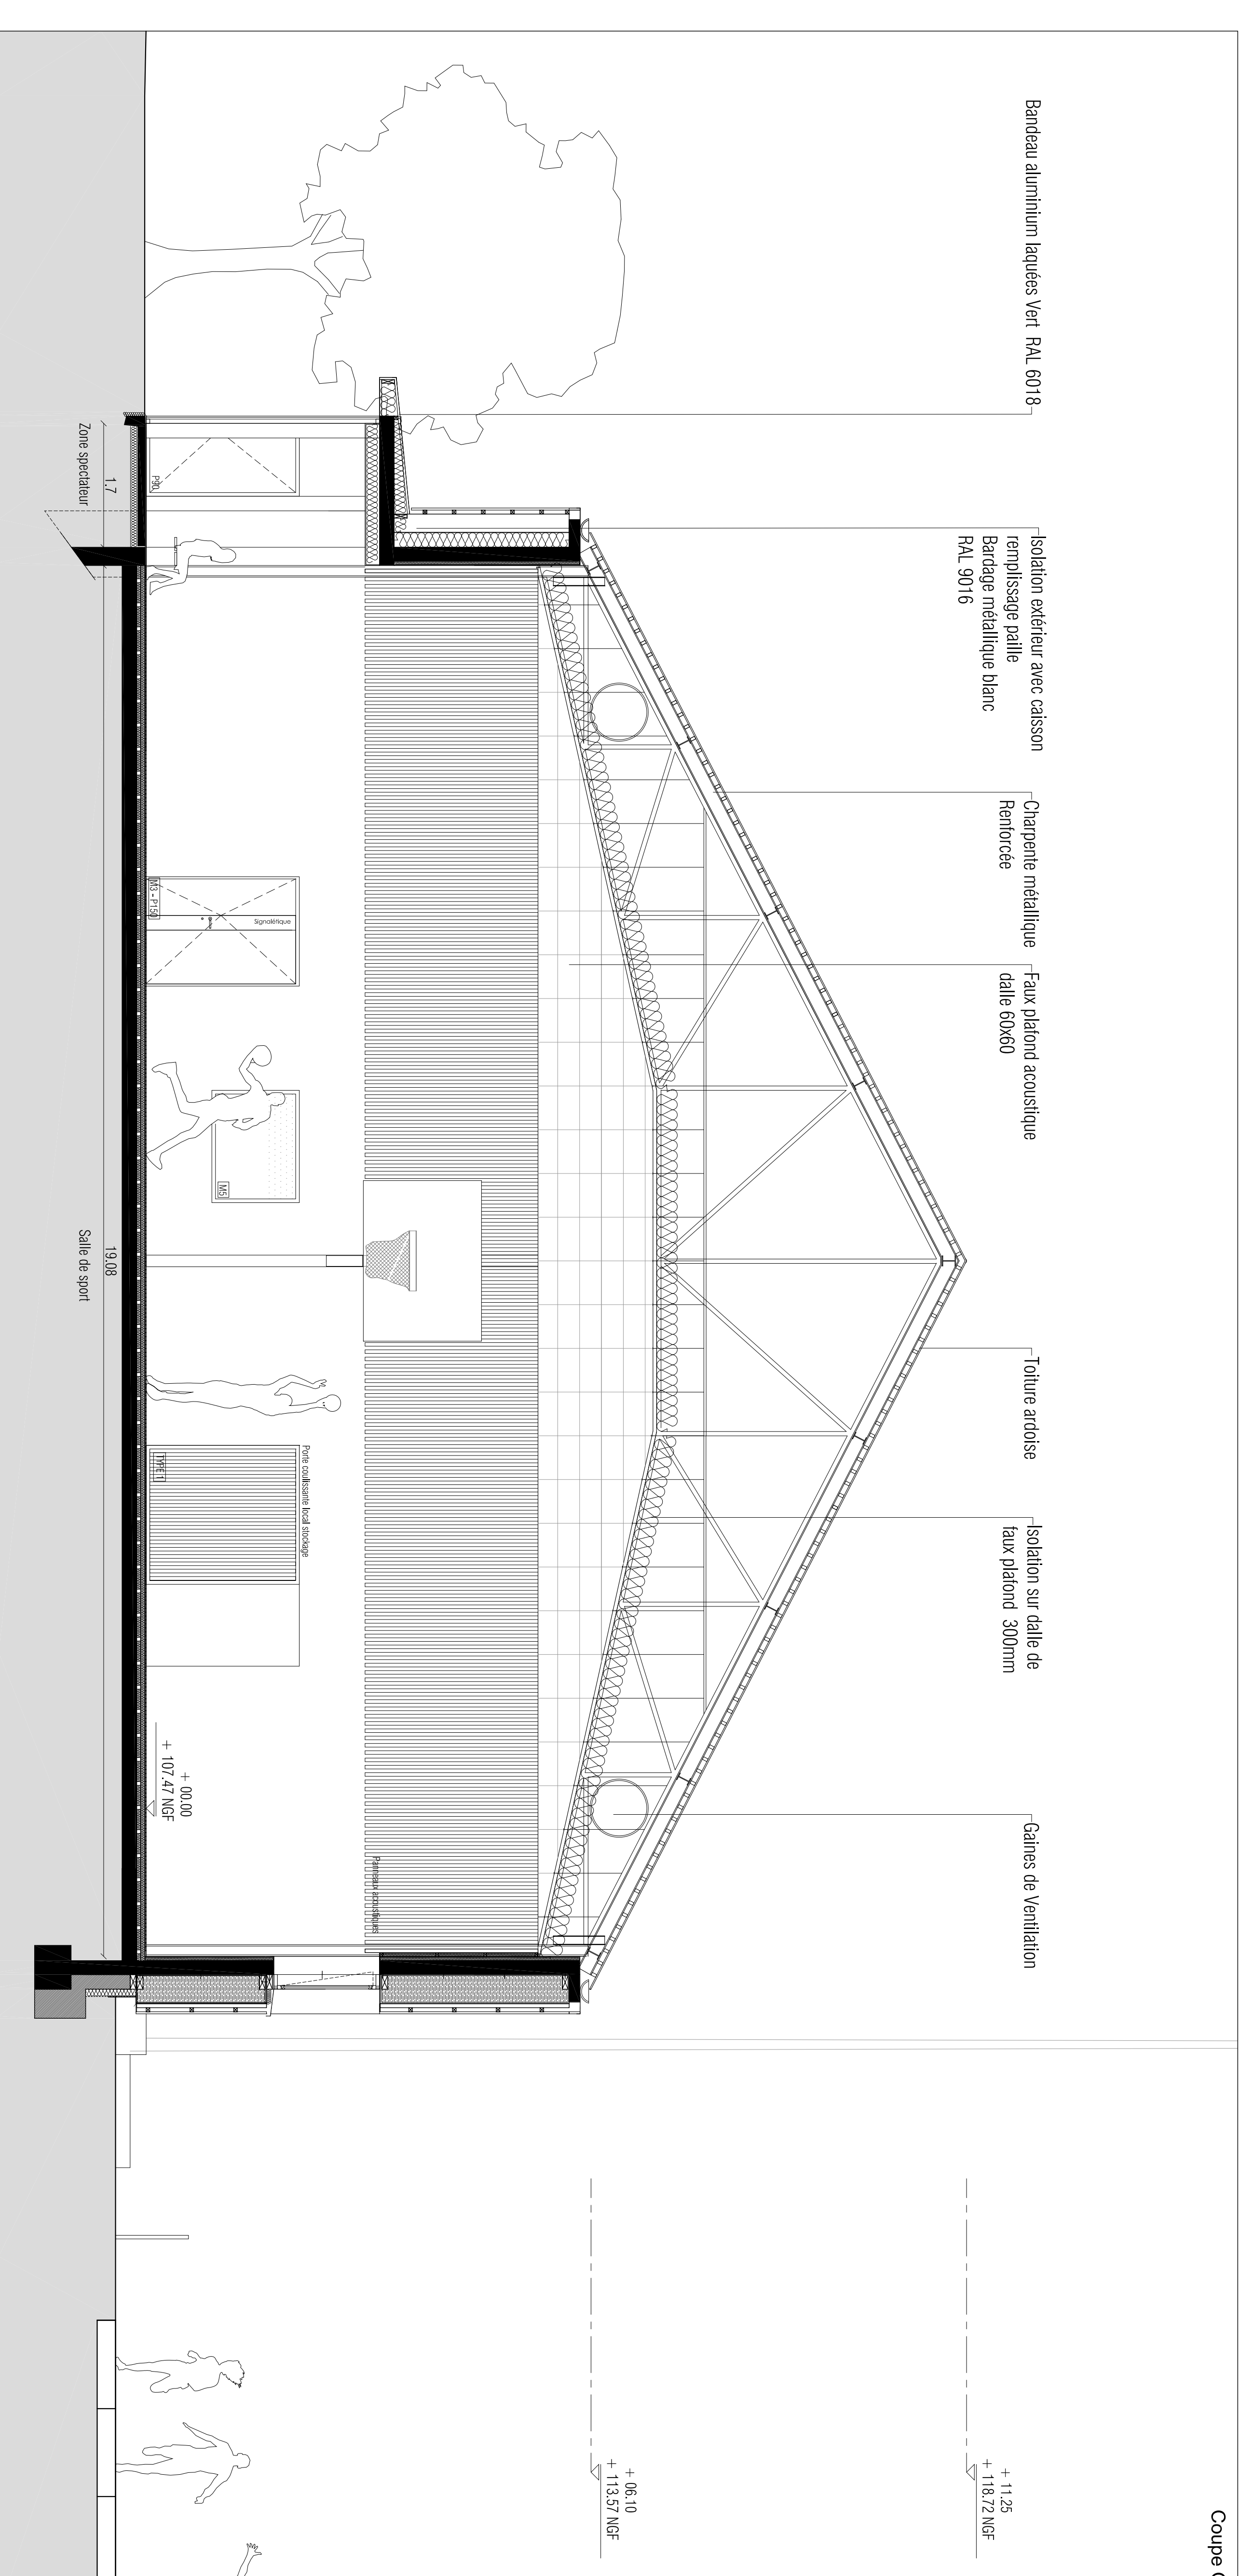 Coupe
Bandeau aluminium laquées Vert RAL 6018
Isolation extérieur avec caisson
remplissage paille
Bardage métallique blanc
RAL 9016
Charpente métallique
Renforcée
Faux plafond acoustique
dalle 60x60
Toiture ardoise
Isolation sur dalle de
faux plafond 300mm
Gaines de Ventilation
+ 11.25
+ 118.72 NGF
+ 06.10
+ 113.57 NGF
Panneaux acoustiques
Porte coulissante local stockage
Signalétique
P90
M3 - P150
M5
TYPE 1
+ 00.00
+ 107.47 NGF
1.7
Zone spectateur
19.08
Salle de sport